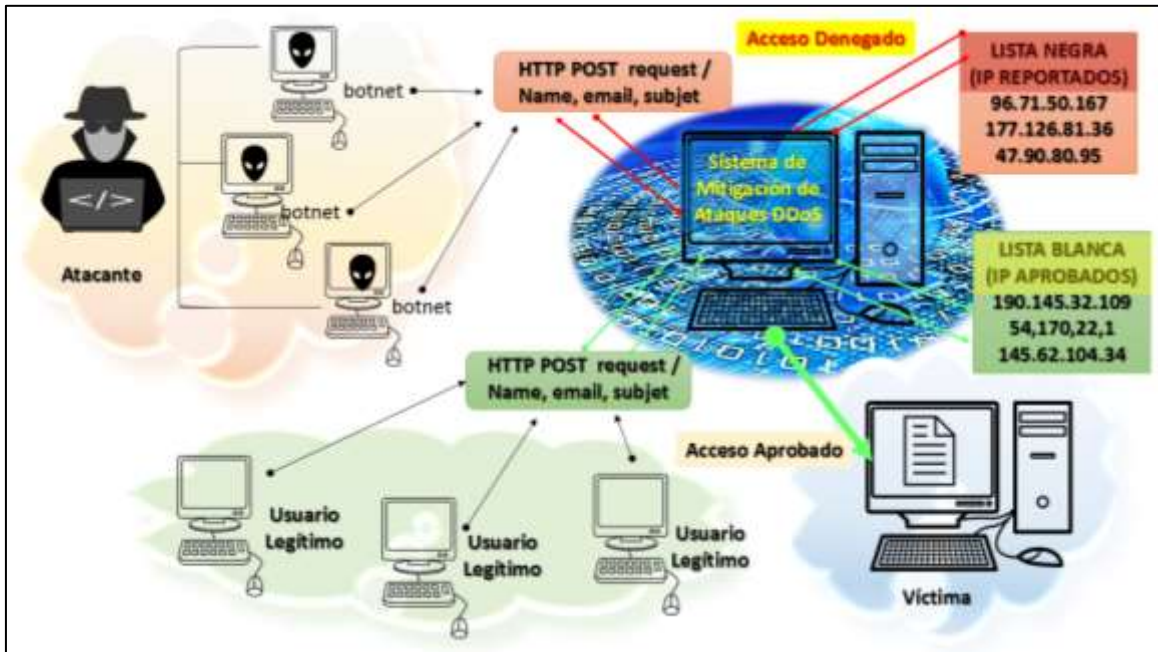 Acceso Denegado
LISTA NEGRA
(IP REPORTADOS)
96.71.50.167
177.126.81.36
47.90.80.95
HTTP POST request /
Name, email, subjet
botnet
botnet
botnet
</>
Atacante
Sistema de
Mitigación de
Ataques DDoS
LISTA BLANCA
(IP APROBADOS)
190.145.32.109
54,170,22,1
145.62.104.34
HTTP POST request /
Name, email, subjet
Acceso Aprobado
Usuario
Legítimo
Usuario
Legítimo
Usuario
Legítimo
Víctima